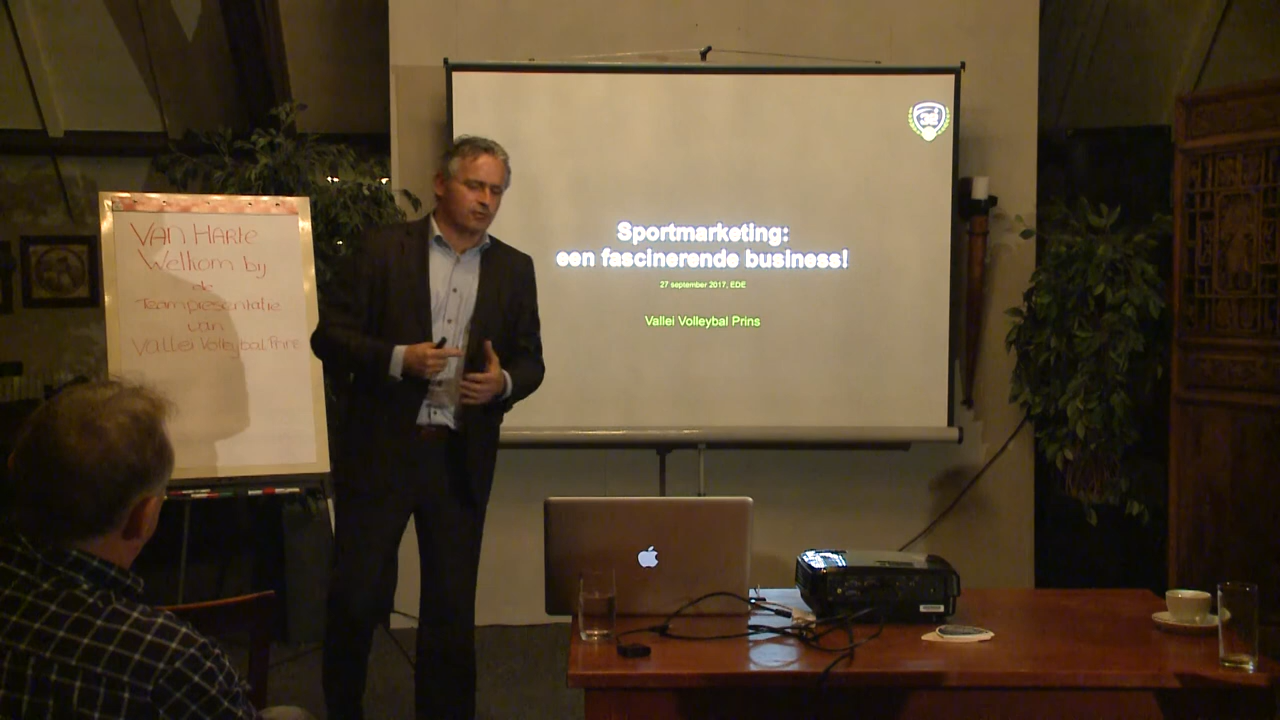 VAN HARTE
Welkom bij
de
Teampresentatie
van
Vallei Volleybal Prins
Sportmarketing:
een fascinerende business!
27 september 2017, EDE
Vallei Volleybal Prins